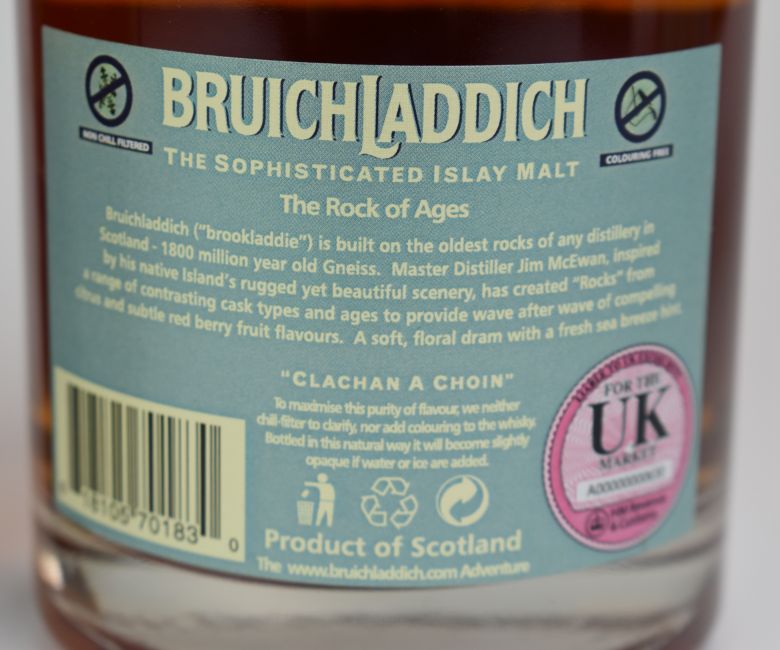 BRUICHLADDICH
NON CHILL FILTERED
COLOURING FREE
THE SOPHISTICATED ISLAY MALT
The Rock of Ages
Bruichladdich ("brookladdie") is built on the oldest rocks of any distillery in
Scotland - 1800 million year old Gneiss. Master Distiller Jim McEwan, inspired
by his native Island's rugged yet beautiful scenery, has created "Rocks" from
a range of contrasting cask types and ages to provide wave after wave of compelling
citrus and subtle red berry fruit flavours. A soft, floral dram with a fresh sea breeze hint.
"CLACHAN A CHOIN"
To maximise this purity of flavour, we neither
chill-filter to clarify, nor add colouring to the whisky.
Bottled in this natural way it will become slightly
opaque if water or ice are added.
FOR THE
UK
MARKET
70183 0
Product of Scotland
The www.bruichladdich.com Adventure